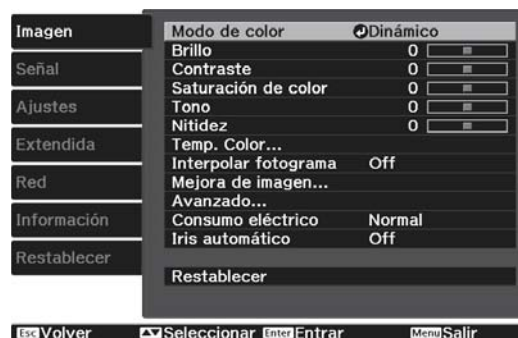 Imagen
Señal
Ajustes
Extendida
Red
Información
Restablecer
Modo de color Dinámico
Brillo 0
Contraste 0
Saturación de color 0
Tono 0
Nitidez 0
Temp. Color...
Interpolar fotograma Off
Mejora de imagen...
Avanzado...
Consumo eléctrico Normal
Iris automático Off
Restablecer
Esc Volver Seleccionar Enter Entrar Menu Salir